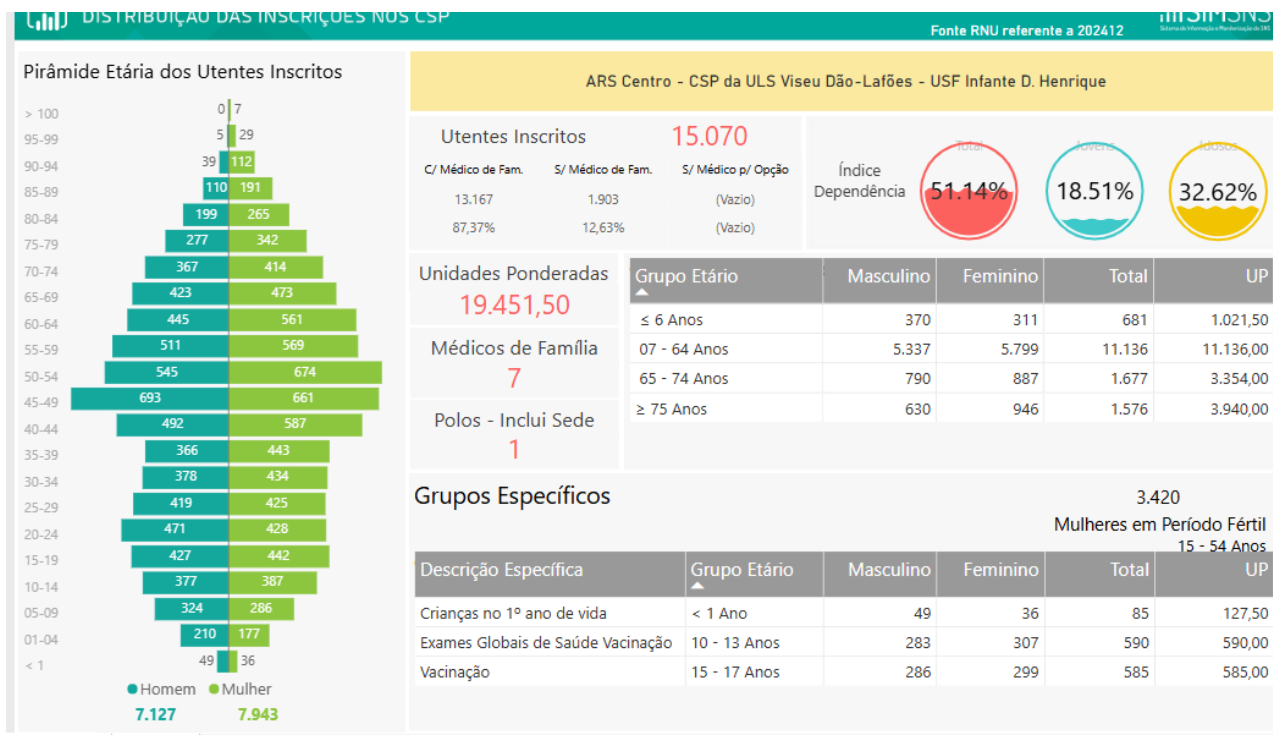 DISTRIBUIÇÃO DAS INSCRIÇÕES NOS CSP
Fonte RNU referente a 202412
SIMSNS
Sistema de Informação e Monitorização do SNS
Pirâmide Etária dos Utentes Inscritos
> 100 0 7
95-99 5 29
90-94 39 112
85-89 110 191
80-84 199 265
75-79 277 342
70-74 367 414
65-69 423 473
60-64 445 561
55-59 511 569
50-54 545 674
45-49 693 661
40-44 492 587
35-39 366 443
30-34 378 434
25-29 419 425
20-24 471 428
15-19 427 442
10-14 377 387
05-09 324 286
01-04 210 177
< 1 49 36
Homem Mulher
7.127 7.943
ARS Centro - CSP da ULS Viseu Dão-Lafões - USF Infante D. Henrique
Utentes Inscritos 15.070
C/ Médico de Fam. S/ Médico de Fam. S/ Médico p/ Opção
13.167 1.903 (Vazio)
87,37% 12,63% (Vazio)
Índice
Dependência
Total Jovens Idosos
51.14% 18.51% 32.62%
Unidades Ponderadas
19.451,50
Médicos de Família
7
Polos - Inclui Sede
1
Grupo Etário Masculino Feminino Total UP
≤ 6 Anos 370 311 681 1.021,50
07 - 64 Anos 5.337 5.799 11.136 11.136,00
65 - 74 Anos 790 887 1.677 3.354,00
≥ 75 Anos 630 946 1.576 3.940,00
Grupos Específicos
3.420
Mulheres em Período Fértil
15 - 54 Anos
Descrição Específica Grupo Etário Masculino Feminino Total UP
Crianças no 1º ano de vida < 1 Ano 49 36 85 127,50
Exames Globais de Saúde Vacinação 10 - 13 Anos 283 307 590 590,00
Vacinação 15 - 17 Anos 286 299 585 585,00